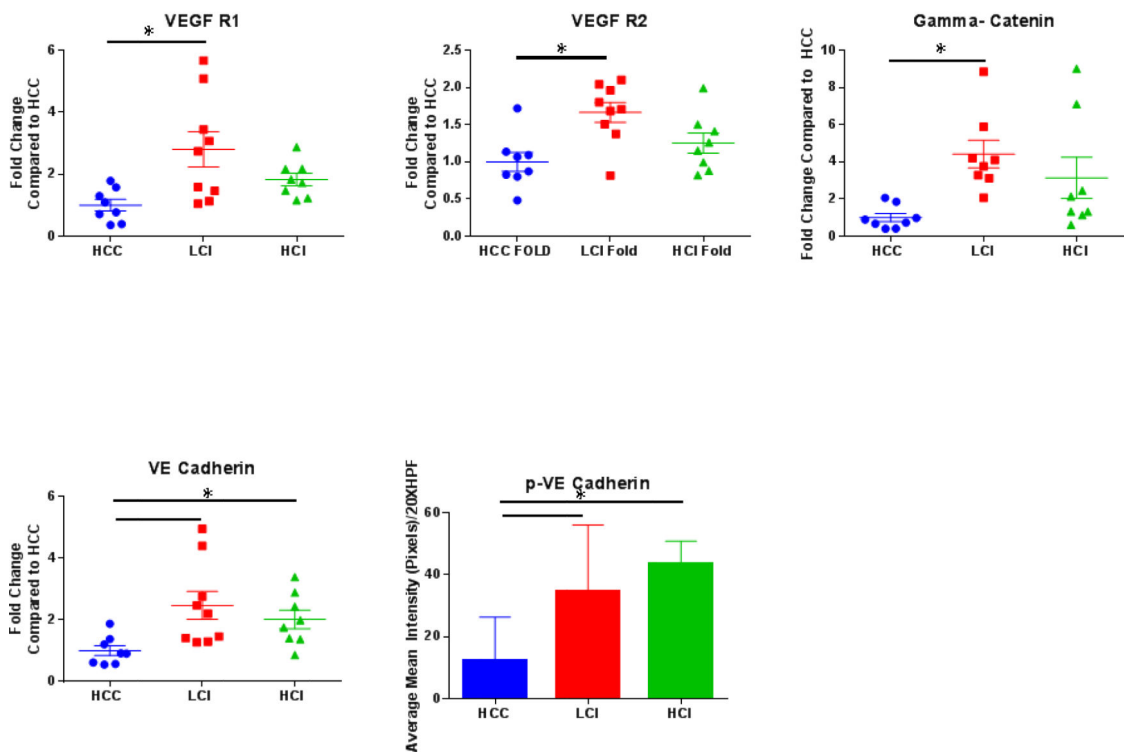 VEGF R1
*
Fold Change
Compared to HCC
6
4
2
0
HCC LCI HCI
VEGF R2
*
Fold Change
Compared to HCC
2.5
2.0
1.5
1.0
0.5
0.0
HCC FOLD LCI Fold HCI Fold
Gamma- Catenin
*
Fold Change Compared to HCC
10
8
6
4
2
0
HCC LCI HCI
VE Cadherin
*
Fold Change
Compared to HCC
6
4
2
0
HCC LCI HCI
p-VE Cadherin
*
Average Mean Intensity (Pixels)/20XHPF
60
40
20
0
HCC LCI HCI